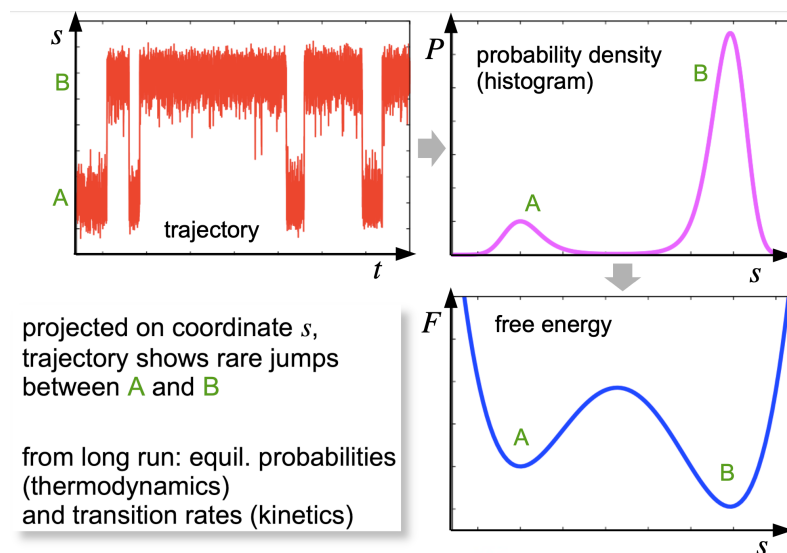 s
B
A
trajectory
t
P
probability density
(histogram)
B
A
s
F
free energy
A
B
s
projected on coordinate s,
trajectory shows rare jumps
between A and B
from long run: equil. probabilities
(thermodynamics)
and transition rates (kinetics)